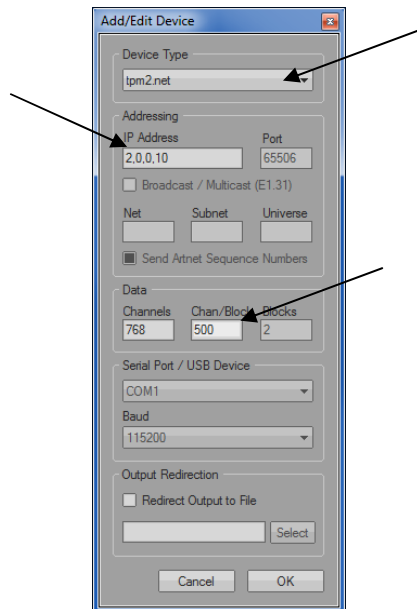 Add/Edit Device
Device Type
tpm2.net
Addressing
IP Address Port
2,0,0,10 65506
Broadcast / Multicast (E1.31)
Net Subnet Universe
Send Artnet Sequence Numbers
Data
Channels Chan/Block Blocks
768 500 2
Serial Port / USB Device
COM1
Baud
115200
Output Redirection
Redirect Output to File
Select
Cancel OK